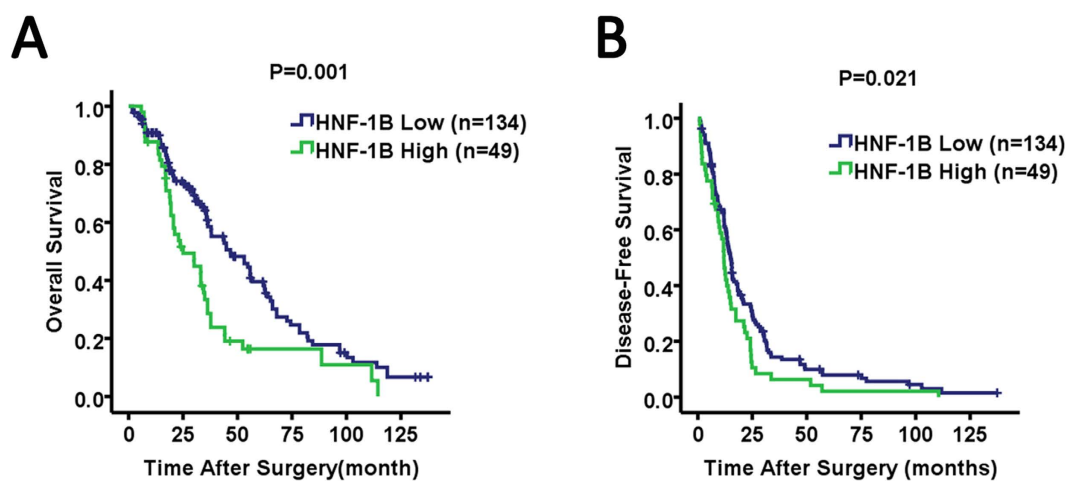 A
P=0.001
HNF-1B Low (n=134)
HNF-1B High (n=49)
Overall Survival
1.0
0.8
0.6
0.4
0.2
0.0
0 25 50 75 100 125
Time After Surgery(month)
B
P=0.021
HNF-1B Low (n=134)
HNF-1B High (n=49)
Disease-Free Survival
1.0
0.8
0.6
0.4
0.2
0.0
0 25 50 75 100 125
Time After Surgery (months)